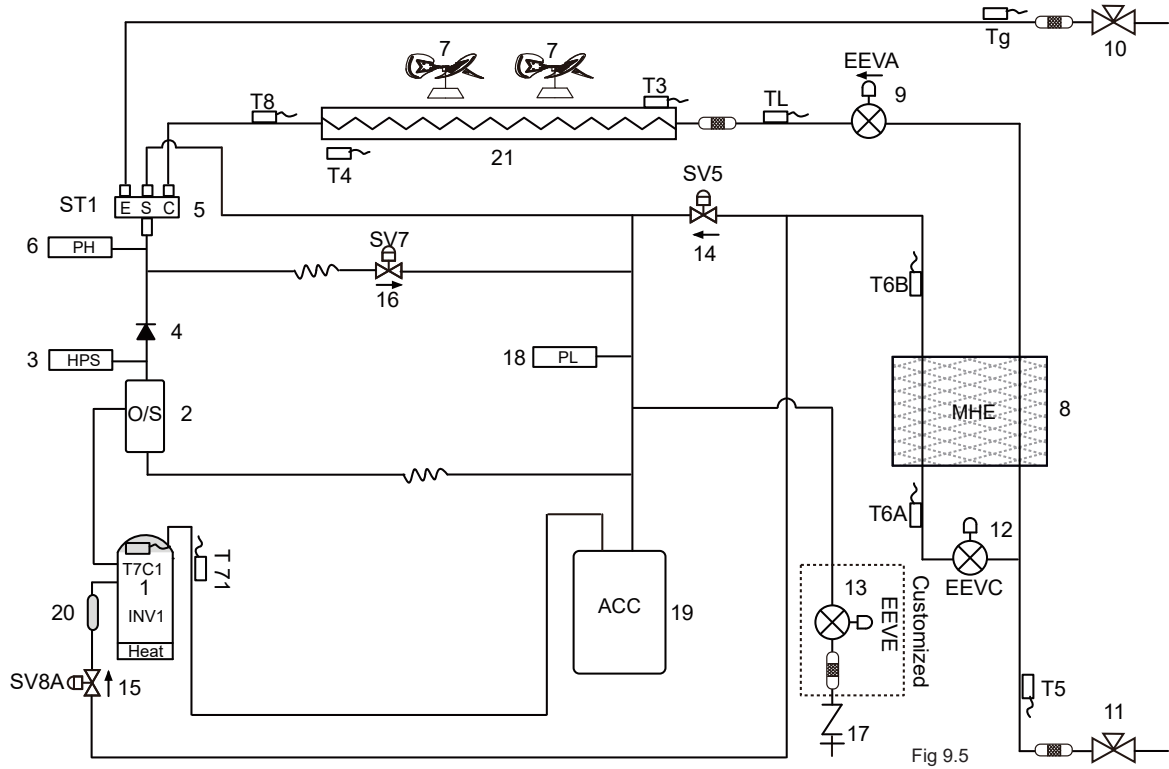 Tg
10
7
7
EEVA
9
T8
T3
TL
21
T4
SV5
ST1
E S C
5
6
PH
SV7
14
16
T6B
4
3
HPS
18
PL
MHE
8
O/S
2
T6A
12
EEVC
T71
T7C1
1
INV1
Heat
20
ACC
19
13
EEVE
Customized
SV8A
15
T5
11
17
Fig 9.5